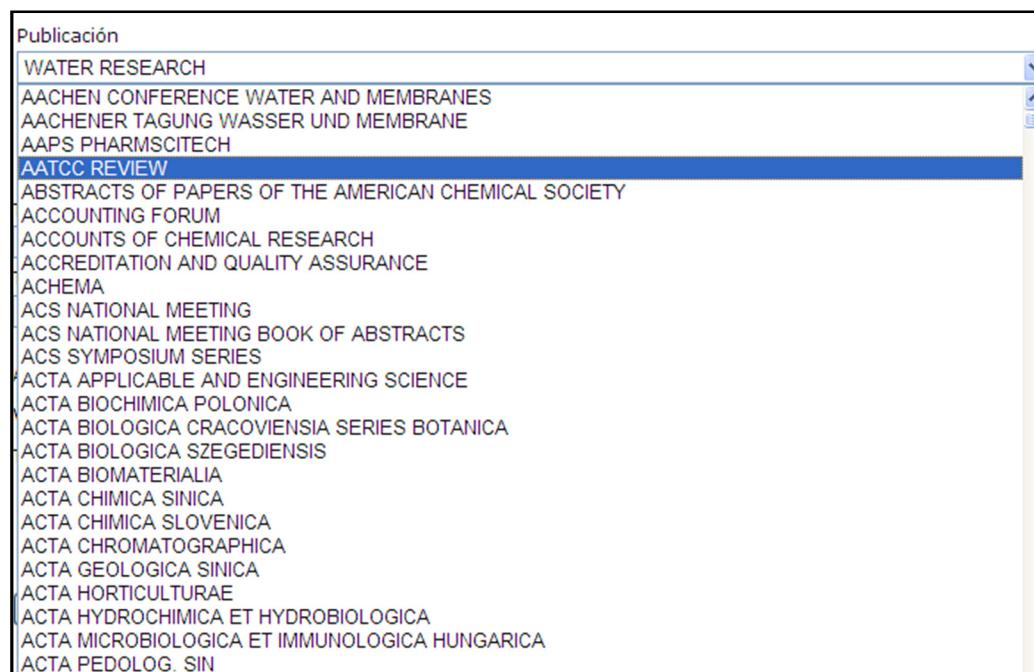 Publicación
WATER RESEARCH
AACHEN CONFERENCE WATER AND MEMBRANES
AACHENER TAGUNG WASSER UND MEMBRANE
AAPS PHARMSCITECH
AATCC REVIEW
ABSTRACTS OF PAPERS OF THE AMERICAN CHEMICAL SOCIETY
ACCOUNTING FORUM
ACCOUNTS OF CHEMICAL RESEARCH
ACCREDITATION AND QUALITY ASSURANCE
ACHEMA
ACS NATIONAL MEETING
ACS NATIONAL MEETING BOOK OF ABSTRACTS
ACS SYMPOSIUM SERIES
ACTA APPLICABLE AND ENGINEERING SCIENCE
ACTA BIOCHIMICA POLONICA
ACTA BIOLOGICA CRACOVIENSIA SERIES BOTANICA
ACTA BIOLOGICA SZEGEDIENSIS
ACTA BIOMATERIALIA
ACTA CHIMICA SINICA
ACTA CHIMICA SLOVENICA
ACTA CHROMATOGRAPHICA
ACTA GEOLOGICA SINICA
ACTA HORTICULTURAE
ACTA HYDROCHIMICA ET HYDROBIOLOGICA
ACTA MICROBIOLOGICA ET IMMUNOLOGICA HUNGARICA
ACTA PEDOLOG. SIN